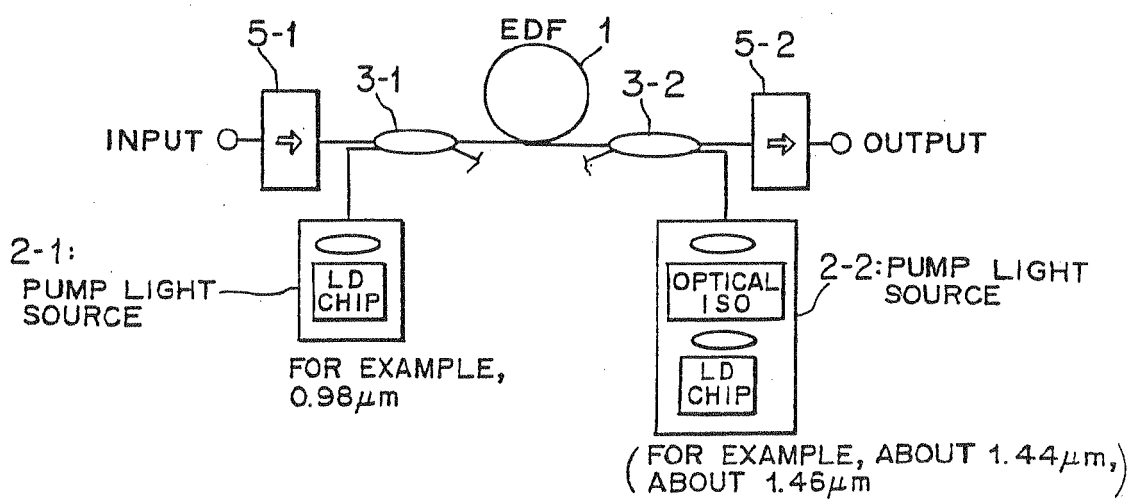 5-1
EDF
1
5-2
3-1
3-2
INPUT
⇨
⇨
OUTPUT
2-1:
PUMP LIGHT
SOURCE
LD
CHIP
OPTICAL
ISO
LD
CHIP
2-2:PUMP LIGHT
SOURCE
FOR EXAMPLE,
0.98μm
(FOR EXAMPLE, ABOUT 1.44μm,
ABOUT 1.46μm)